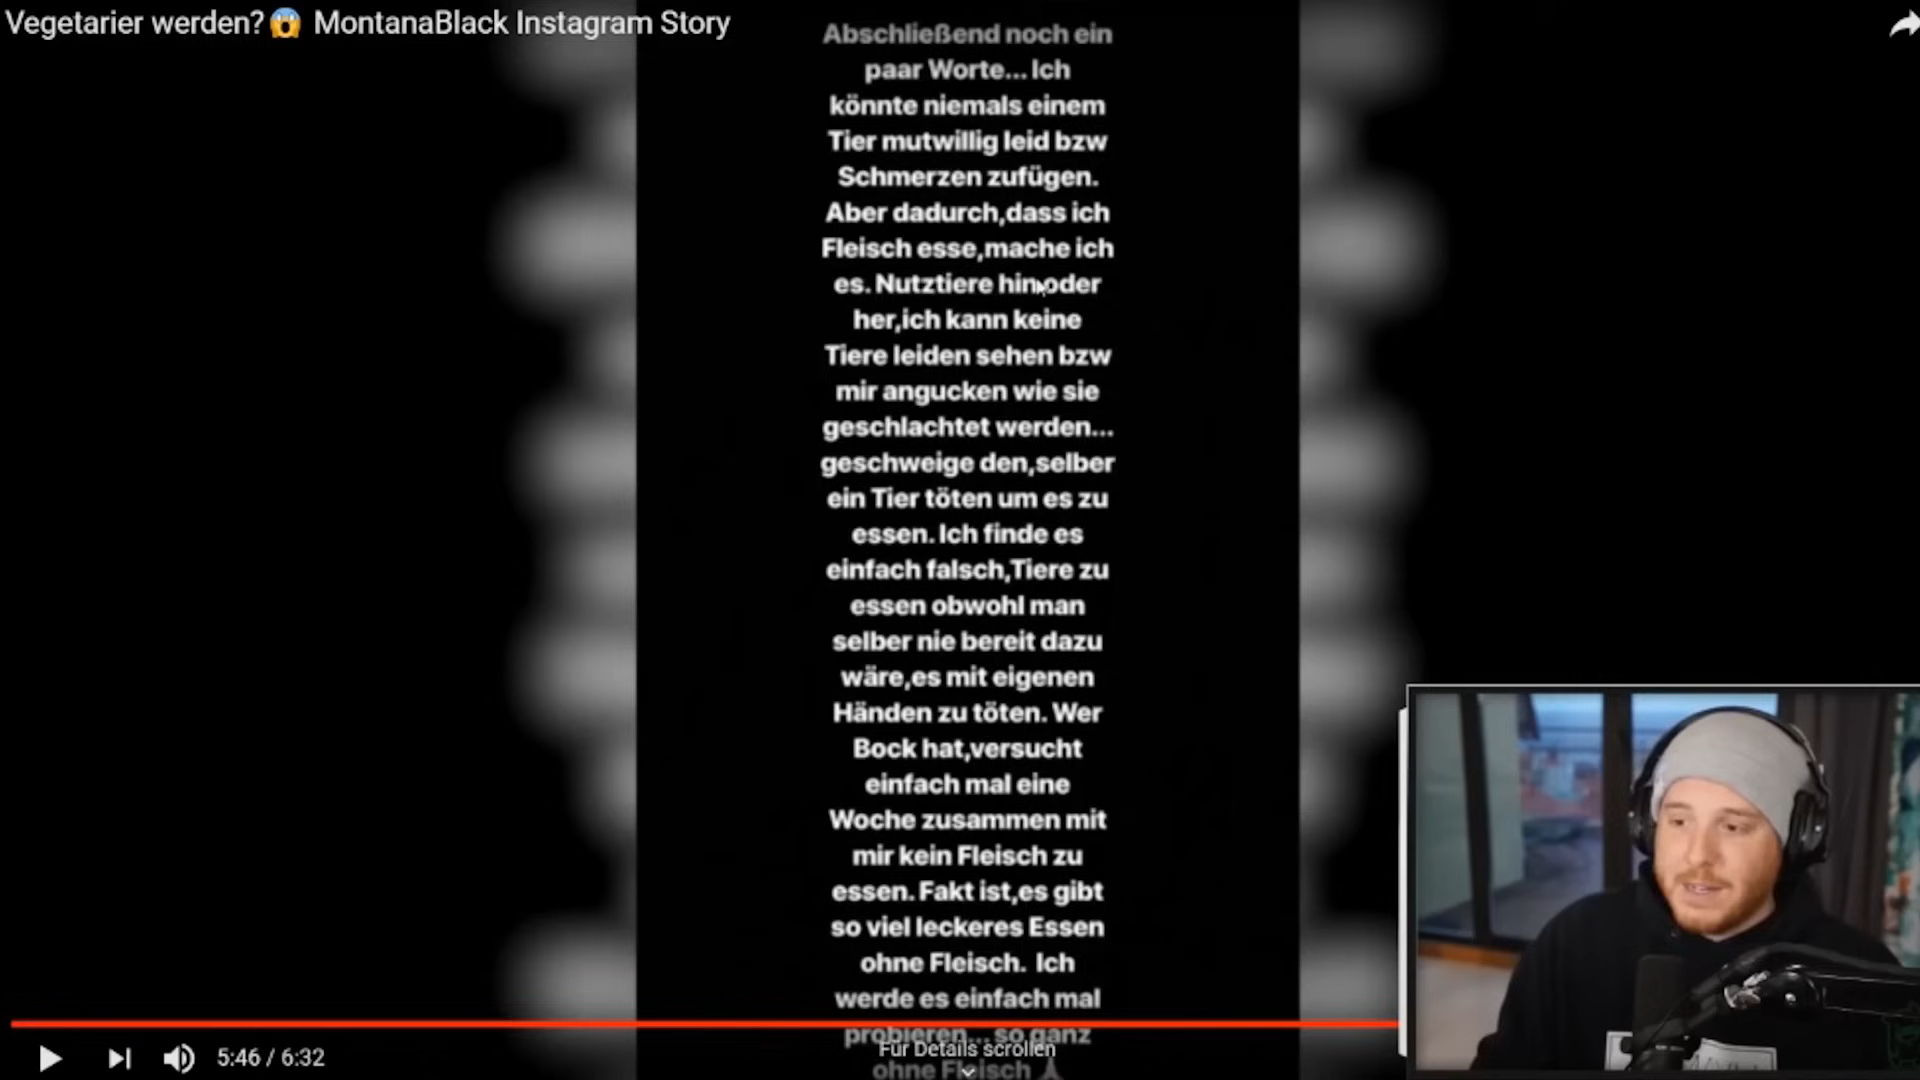 Vegetarier werden?😱 MontanaBlack Instagram Story
Abschließend noch ein
paar Worte... Ich
könnte niemals einem
Tier mutwillig leid bzw
Schmerzen zufügen.
Aber dadurch,dass ich
Fleisch esse,mache ich
es. Nutztiere hin oder
her,ich kann keine
Tiere leiden sehen bzw
mir angucken wie sie
geschlachtet werden...
geschweige den,selber
ein Tier töten um es zu
essen. Ich finde es
einfach falsch,Tiere zu
essen obwohl man
selber nie bereit dazu
wäre,es mit eigenen
Händen zu töten. Wer
Bock hat,versucht
einfach mal eine
Woche zusammen mit
mir kein Fleisch zu
essen. Fakt ist,es gibt
so viel leckeres Essen
ohne Fleisch. Ich
werde es einfach mal
probieren... so ganz
ohne Fleisch
Für Details scrollen
5:46 / 6:32